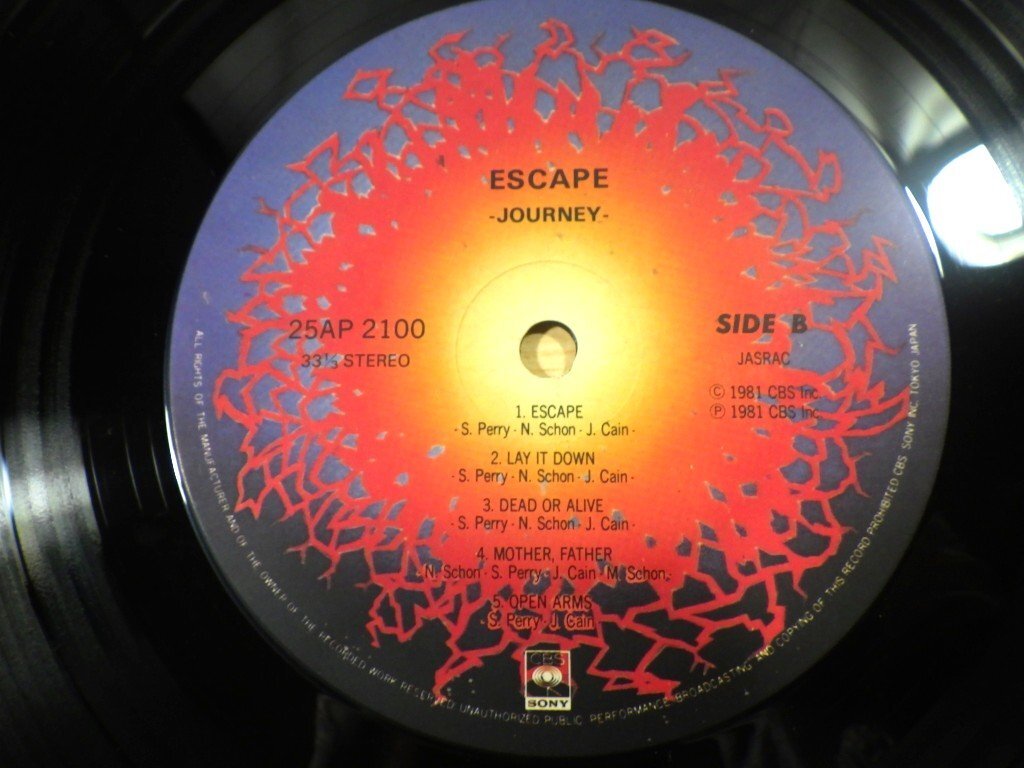 ESCAPE
-JOURNEY-
25AP 2100
33⅓ STEREO
SIDE B
JASRAC
Ⓒ 1981 CBS Inc.
Ⓟ 1981 CBS Inc.
1. ESCAPE
- S. Perry - N. Schon - J. Cain -
2. LAY IT DOWN
- S. Perry - N. Schon - J. Cain -
3. DEAD OR ALIVE
- S. Perry - N. Schon - J. Cain -
4. MOTHER, FATHER
- N. Schon - S. Perry - J. Cain - M. Schon -
5. OPEN ARMS
- S. Perry - J. Cain -
CBS
SONY
ALL RIGHTS OF THE MANUFACTURER AND OF THE OWNER OF THE RECORDED WORK RESERVED UNAUTHORIZED PUBLIC PERFORMANCE BROADCASTING AND COPYING OF THIS RECORD PROHIBITED CBS SONY INC. TOKYO JAPAN